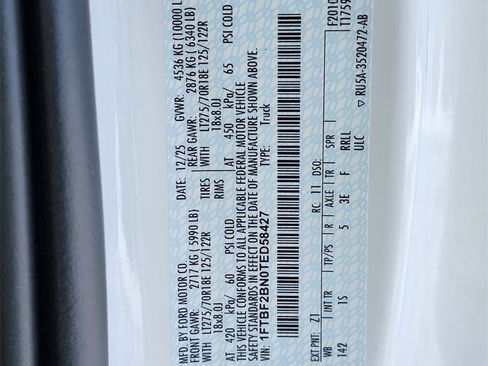 MFD. BY FORD MOTOR CO. DATE: 12/25 GVWR: 4536 KG (10000 L
FRONT GAWR: 2717 KG (5990 LB) REAR GAWR: 2876 KG (6340 LB)
LT275/70R18E 125/122R TIRES WITH LT275/70R18E 125/122R
18x8.0J RIMS 18x8.0J
AT 420 kPa/ 60 PSI COLD AT 450 kPa/ 65 PSI COLD
THIS VEHICLE CONFORMS TO ALL APPLICABLE FEDERAL MOTOR VEHICLE
SAFETY STANDARDS IN EFFECT ON THE DATE OF MANUFACTURE SHOWN ABOVE.
VIN: 1FTBF2BN0TED58427 TYPE: Truck
F2010
T1759
EXT PNT: Z1 RC: 11 DSO:
WB INT TR TP/PS R AXLE TR SPR
142 1S 5 3E F RRLL
ULC
▽ RU5A-3520472-AB